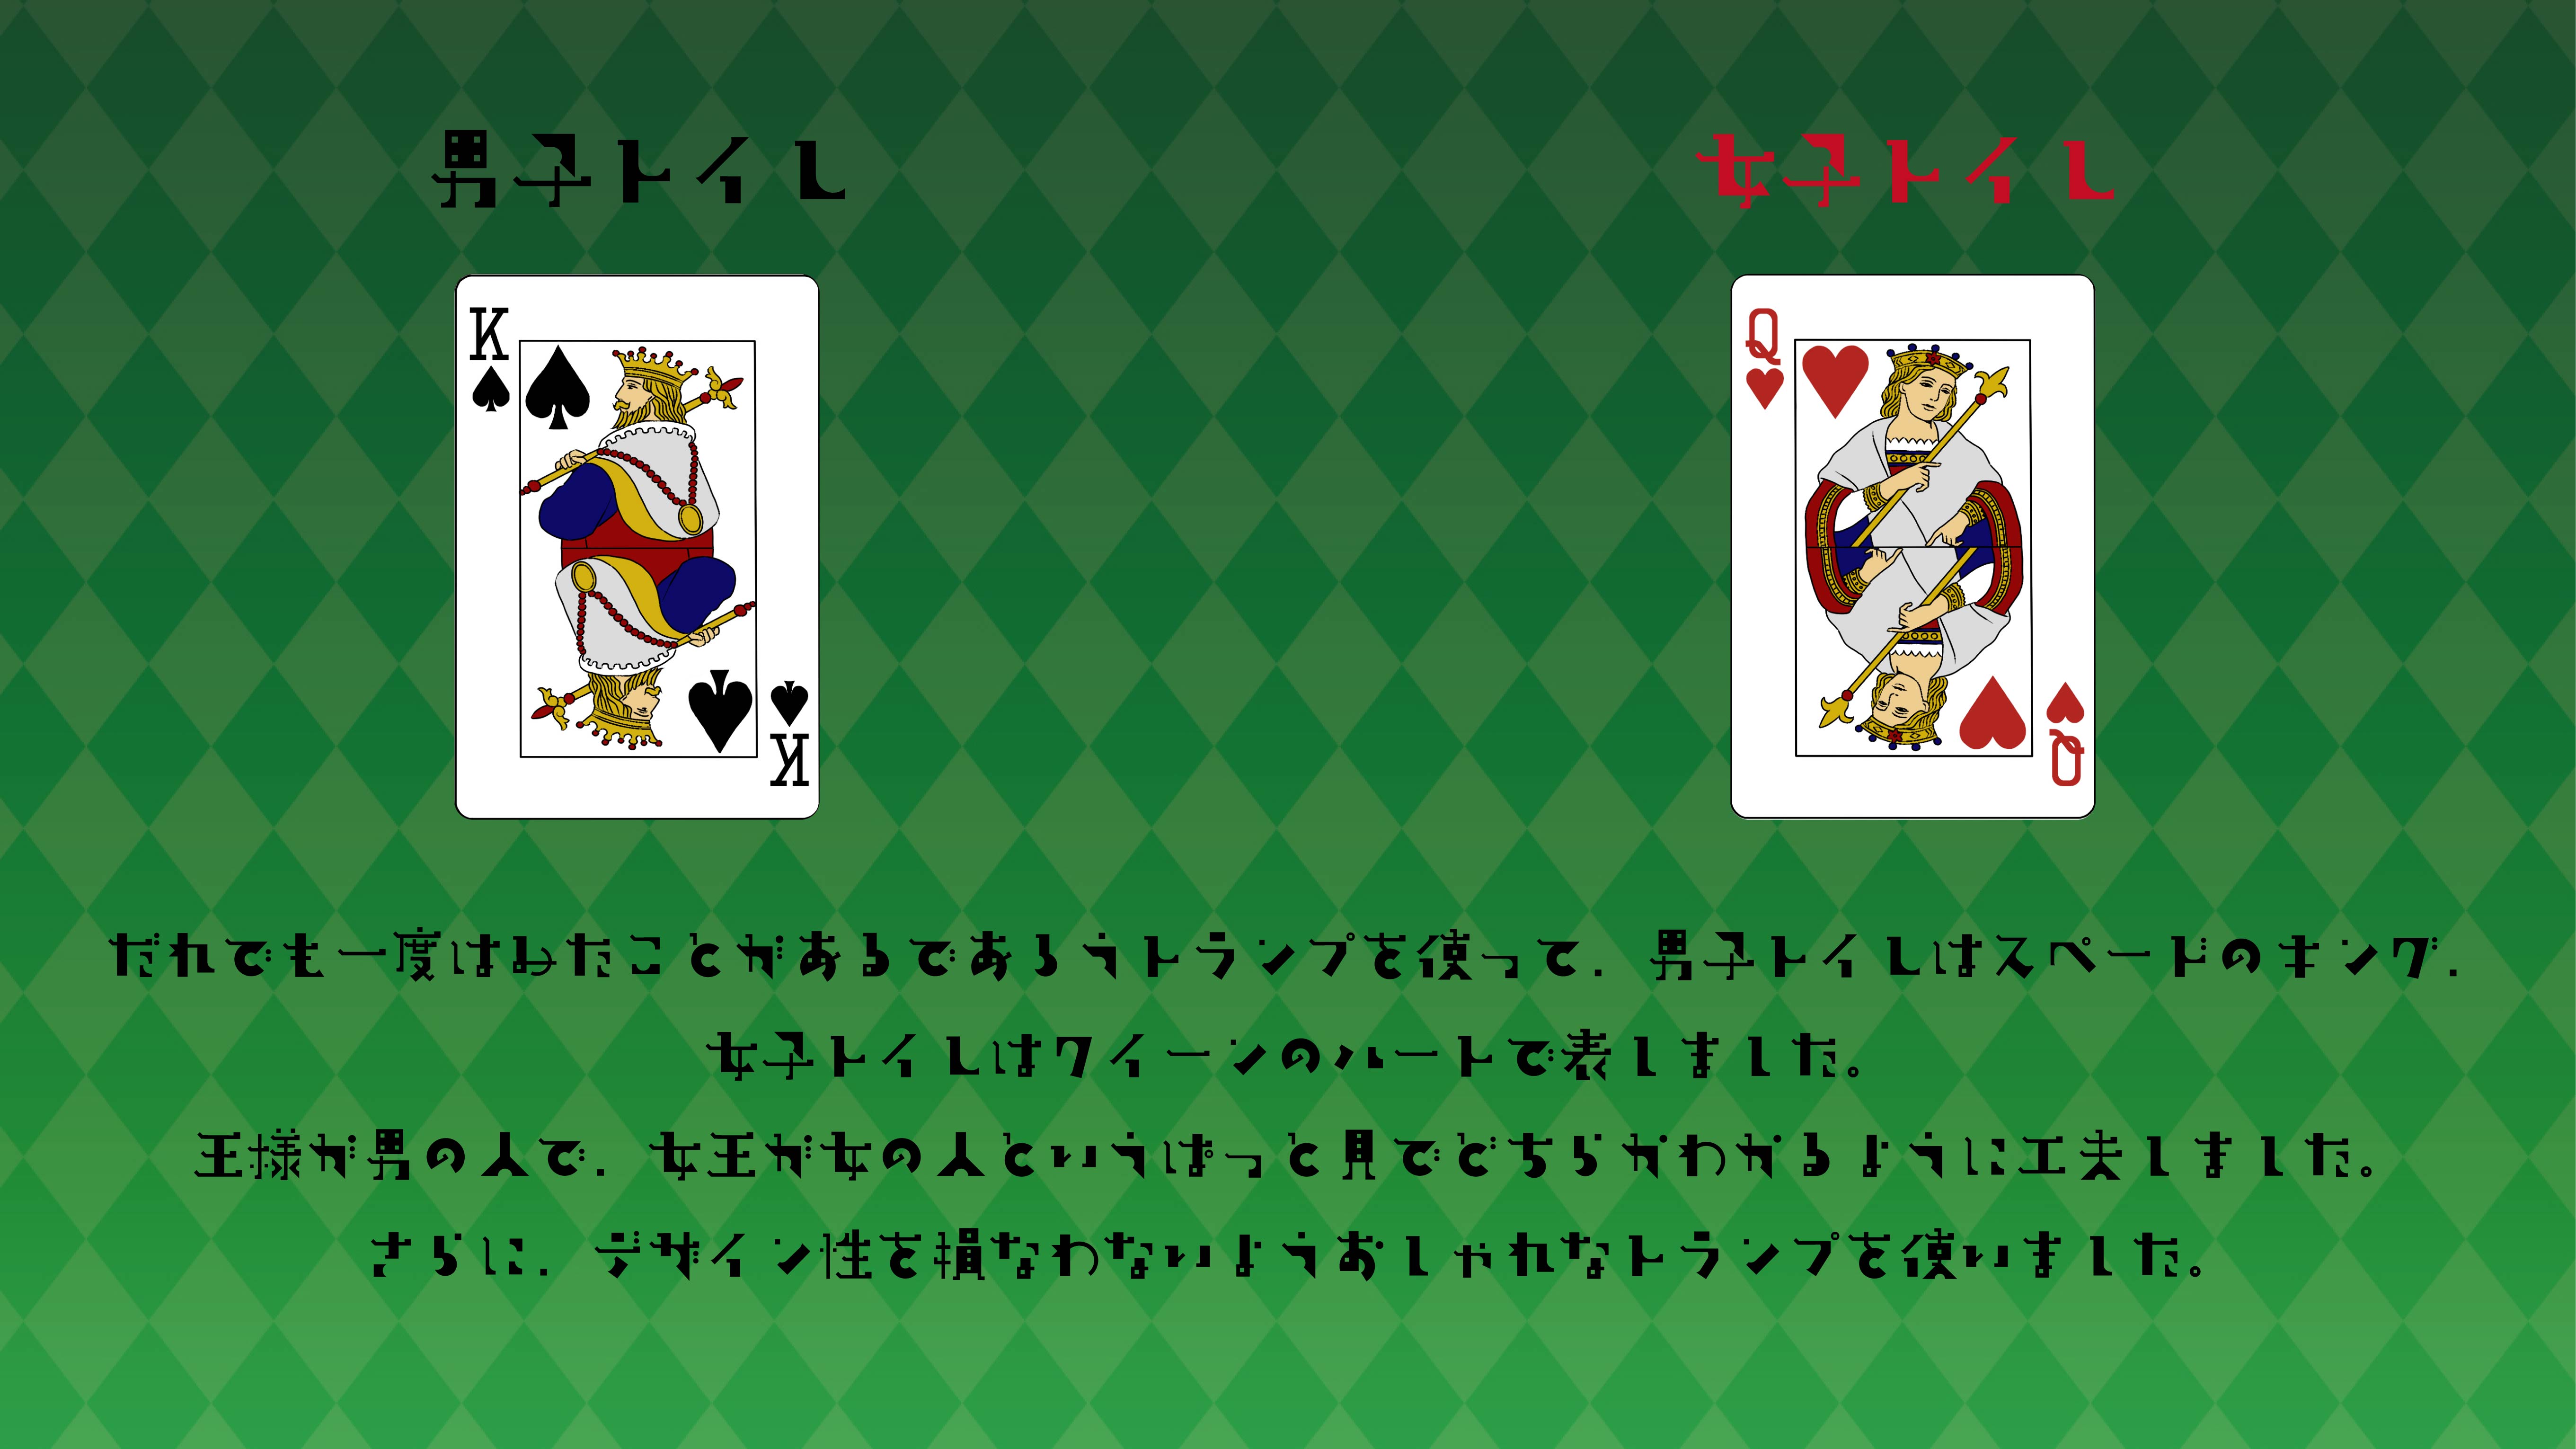 男子トイレ
女子トイレ
K
Q
K
Q
だれでも一度はみたことがあるであろうトランプを使って. 男子トイレはスペードのキング.
女子トイレはクイーンのハートで表しました。
王様が男の人で. 女王が女の人というぱっと見でどちらかわかるように工夫しました。
さらに. デザイン性を損なわないようおしゃれなトランプを使いました。